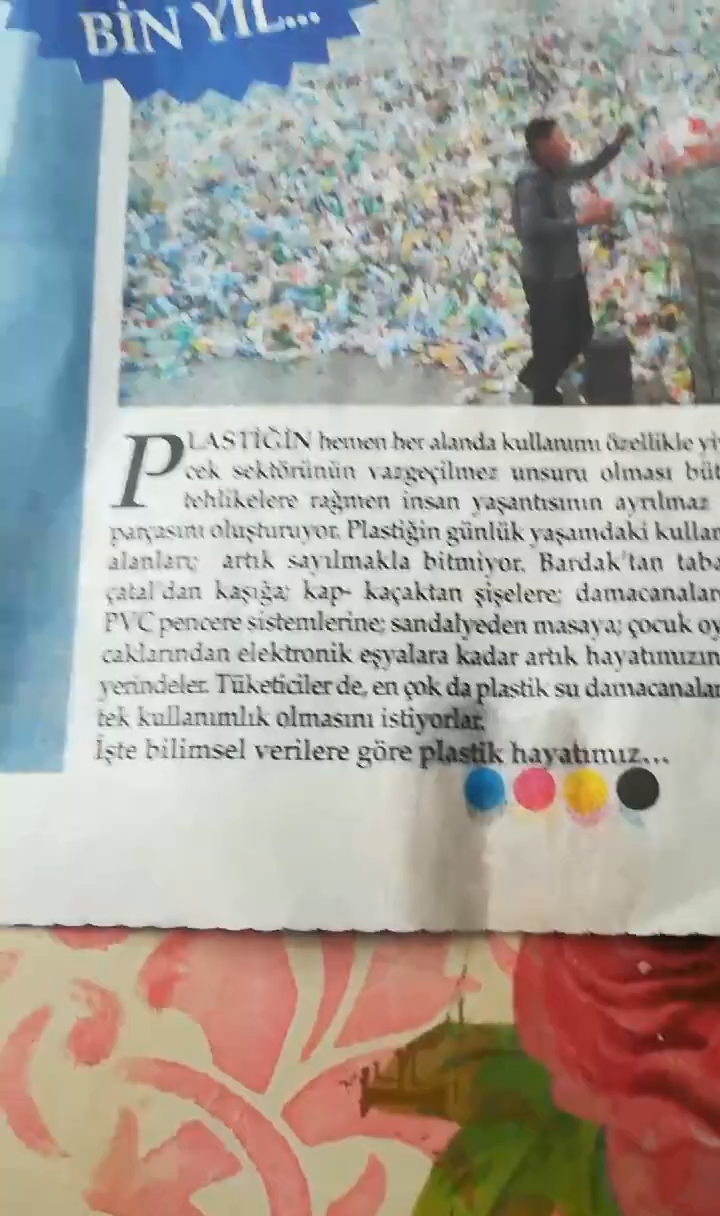 BİN YIL...
PLASTİĞİN hemen her alanda kullanımı özellikle yi
cek sektörünün vazgeçilmez unsuru olması büt
tehlikelere rağmen insan yaşantısının ayrılmaz
parçasını oluşturuyor. Plastiğin günlük yaşamdaki kullan
alanları; artık sayılmakla bitmiyor. Bardak'tan taba
çatal'dan kaşığa; kap- kaçaktan şişelere; damacanalar
PVC pencere sistemlerine; sandalyeden masaya; çocuk oy
caklarından elektronik eşyalara kadar artık hayatımızın
yerindeler. Tüketiciler de, en çok da plastik su damacanalar
tek kullanımlık olmasını istiyorlar.
İşte bilimsel verilere göre plastik hayatımız...